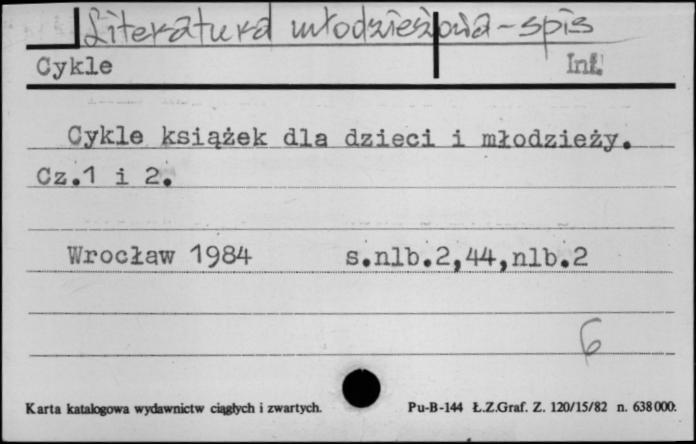 Literatura młodzieżowa - spis
Cykle Inf.
Cykle książek dla dzieci i młodzieży.
Cz.1 i 2.
Wrocław 1984 s.nlb.2,44,nlb.2
6
Karta katalogowa wydawnictw ciągłych i zwartych. Pu-B-144 Ł.Z.Graf. Z. 120/15/82 n. 638000.